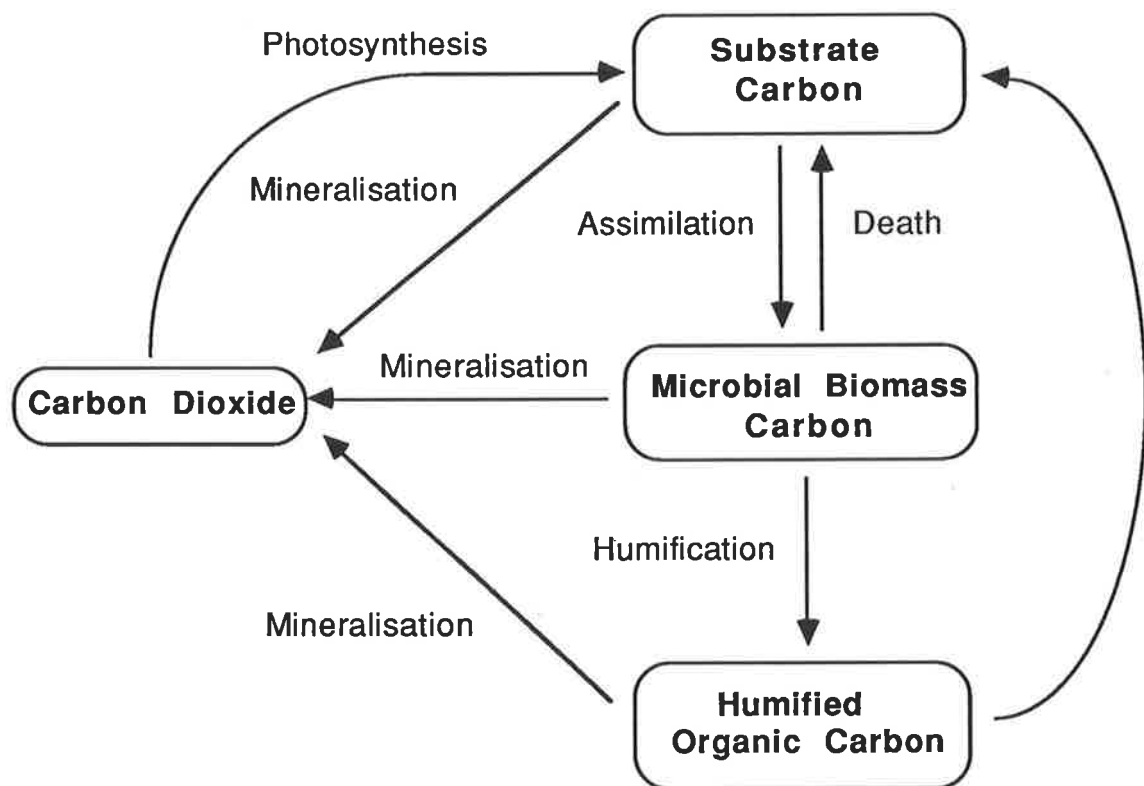 Photosynthesis
Substrate
Carbon
Mineralisation
Assimilation
Death
Mineralisation
Carbon Dioxide
Microbial Biomass
Carbon
Humification
Mineralisation
Humified
Organic Carbon